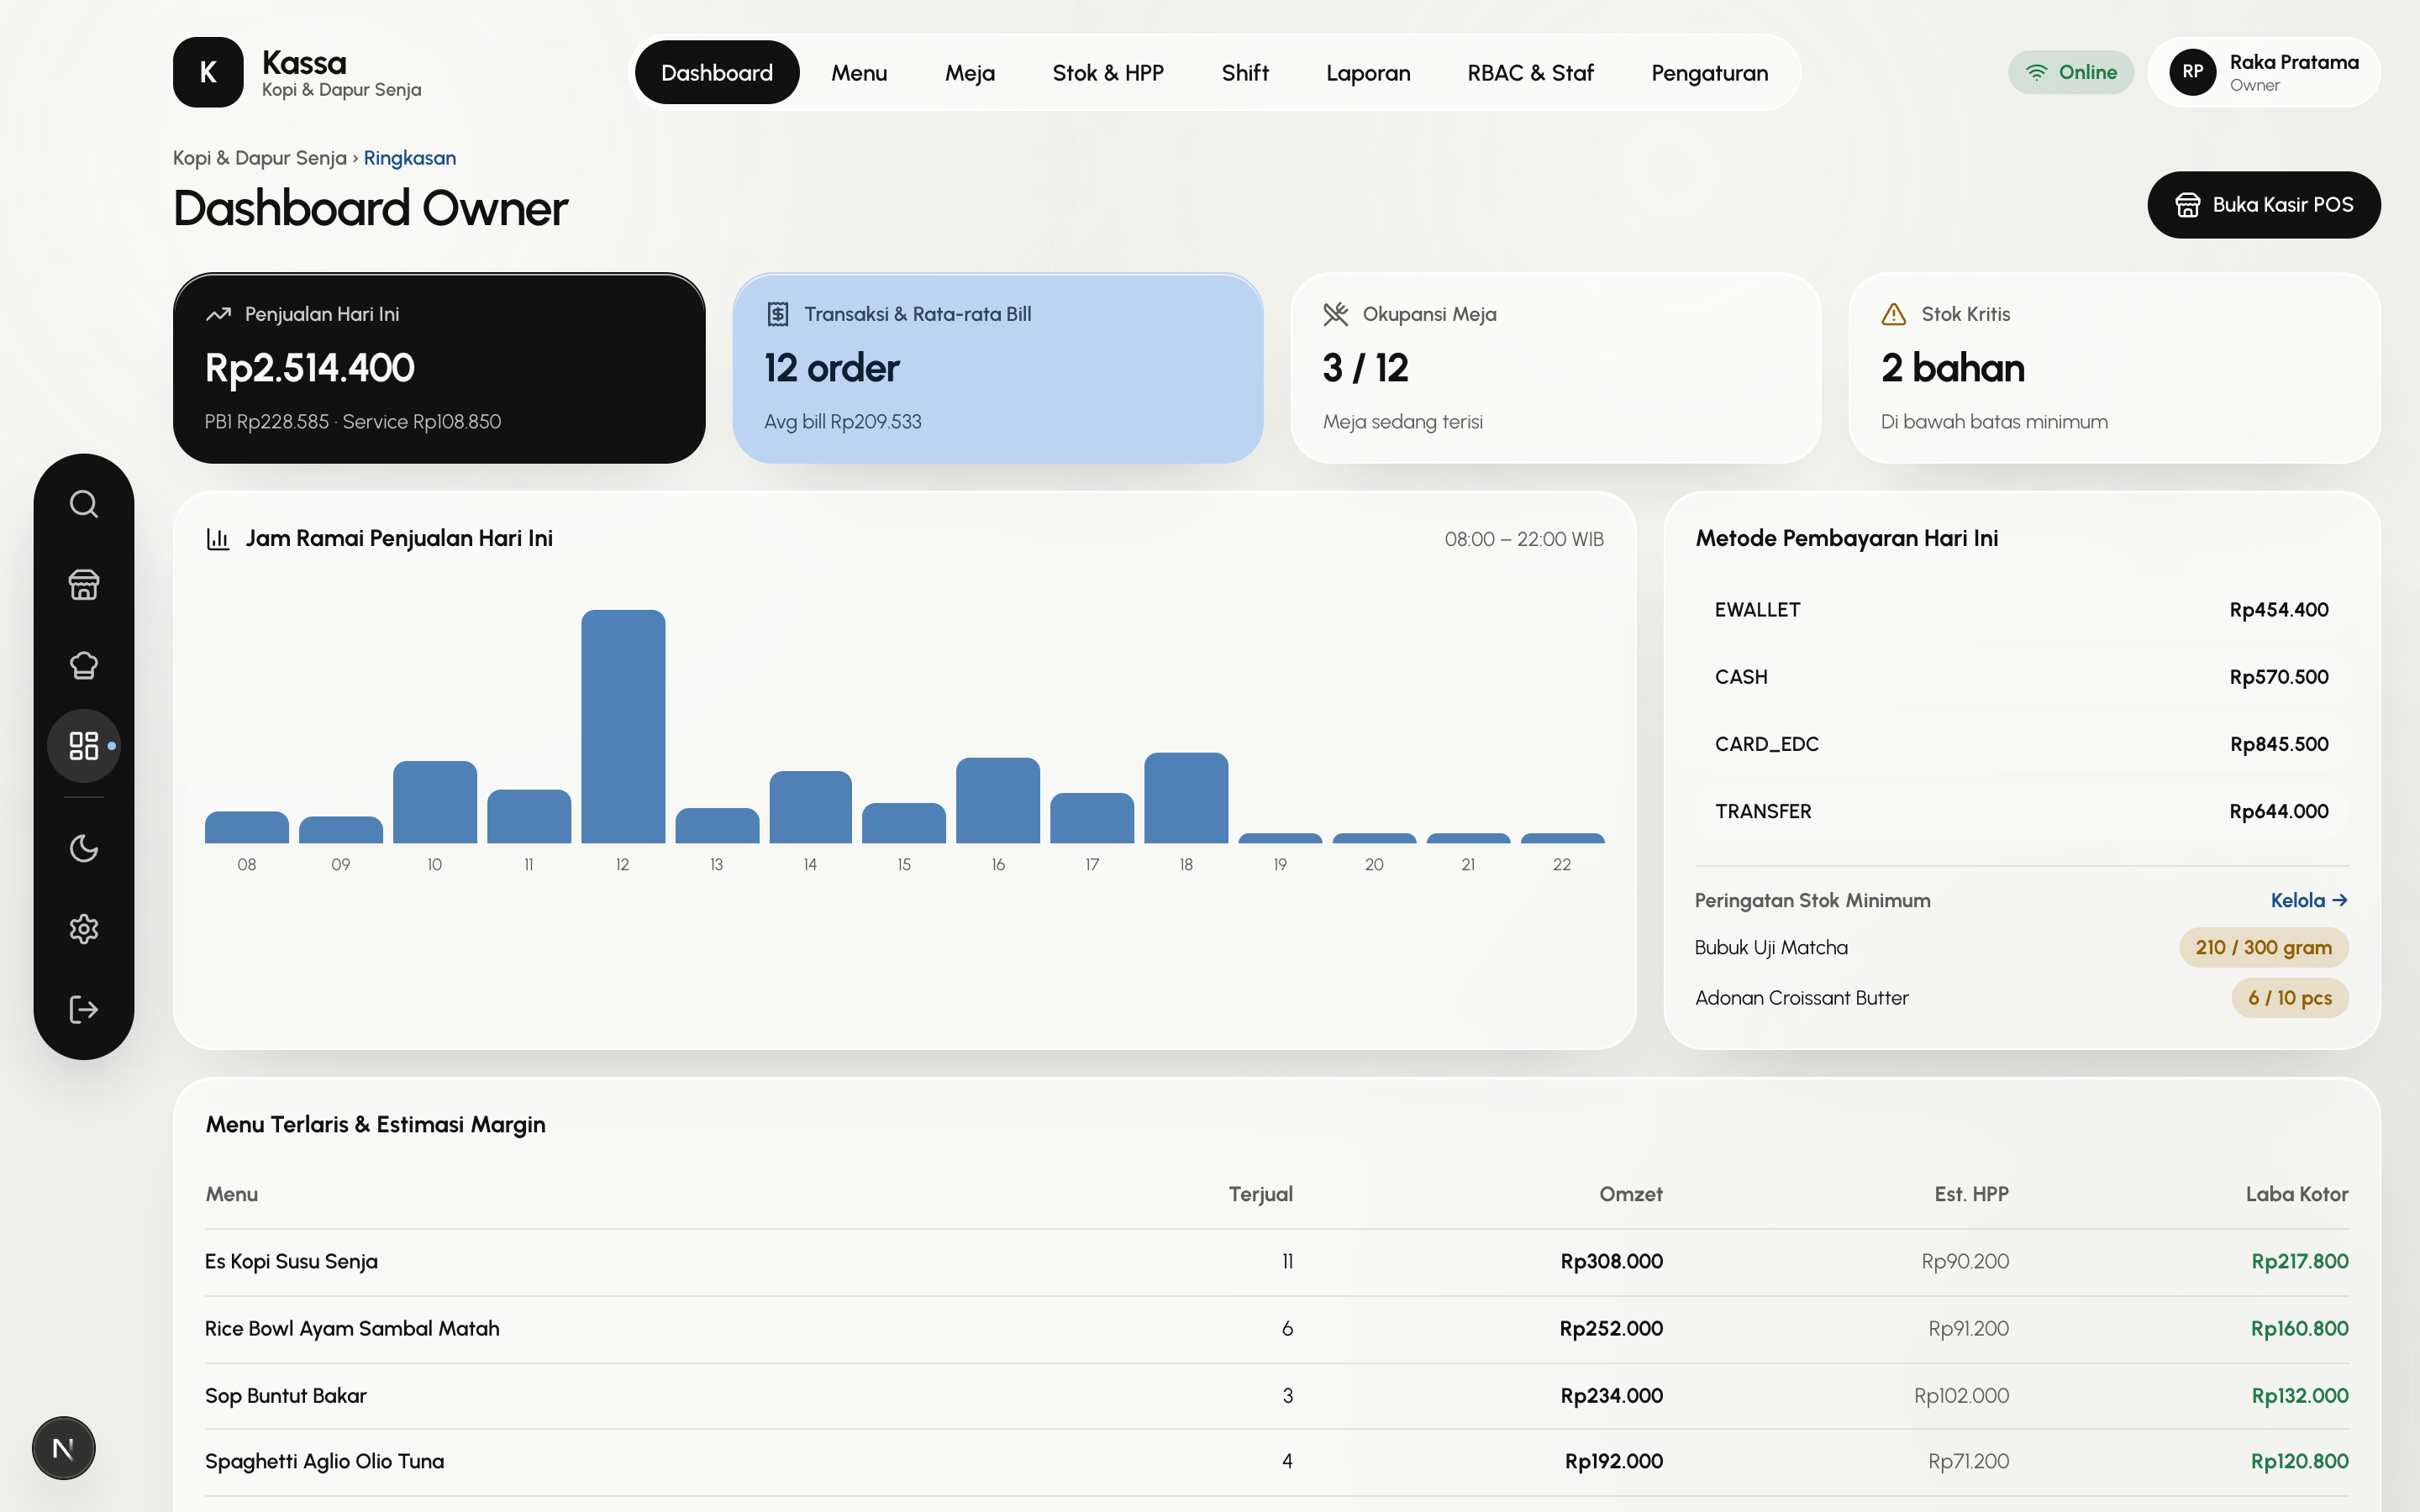 K
Kassa
Kopi & Dapur Senja
Dashboard
Menu
Meja
Stok & HPP
Shift
Laporan
RBAC & Staf
Pengaturan
Online
RP
Raka Pratama
Owner
Kopi & Dapur Senja › Ringkasan
Dashboard Owner
Buka Kasir POS
Penjualan Hari Ini
Rp2.514.400
PB1 Rp228.585 · Service Rp108.850
Transaksi & Rata-rata Bill
12 order
Avg bill Rp209.533
Okupansi Meja
3 / 12
Meja sedang terisi
Stok Kritis
2 bahan
Di bawah batas minimum
Jam Ramai Penjualan Hari Ini
08:00 – 22:00 WIB
08 09 10 11 12 13 14 15 16 17 18 19 20 21 22
Metode Pembayaran Hari Ini
EWALLET Rp454.400
CASH Rp570.500
CARD_EDC Rp845.500
TRANSFER Rp644.000
Peringatan Stok Minimum Kelola →
Bubuk Uji Matcha 210 / 300 gram
Adonan Croissant Butter 6 / 10 pcs
Menu Terlaris & Estimasi Margin
Menu Terjual Omzet Est. HPP Laba Kotor
Es Kopi Susu Senja 11 Rp308.000 Rp90.200 Rp217.800
Rice Bowl Ayam Sambal Matah 6 Rp252.000 Rp91.200 Rp160.800
Sop Buntut Bakar 3 Rp234.000 Rp102.000 Rp132.000
Spaghetti Aglio Olio Tuna 4 Rp192.000 Rp71.200 Rp120.800
N